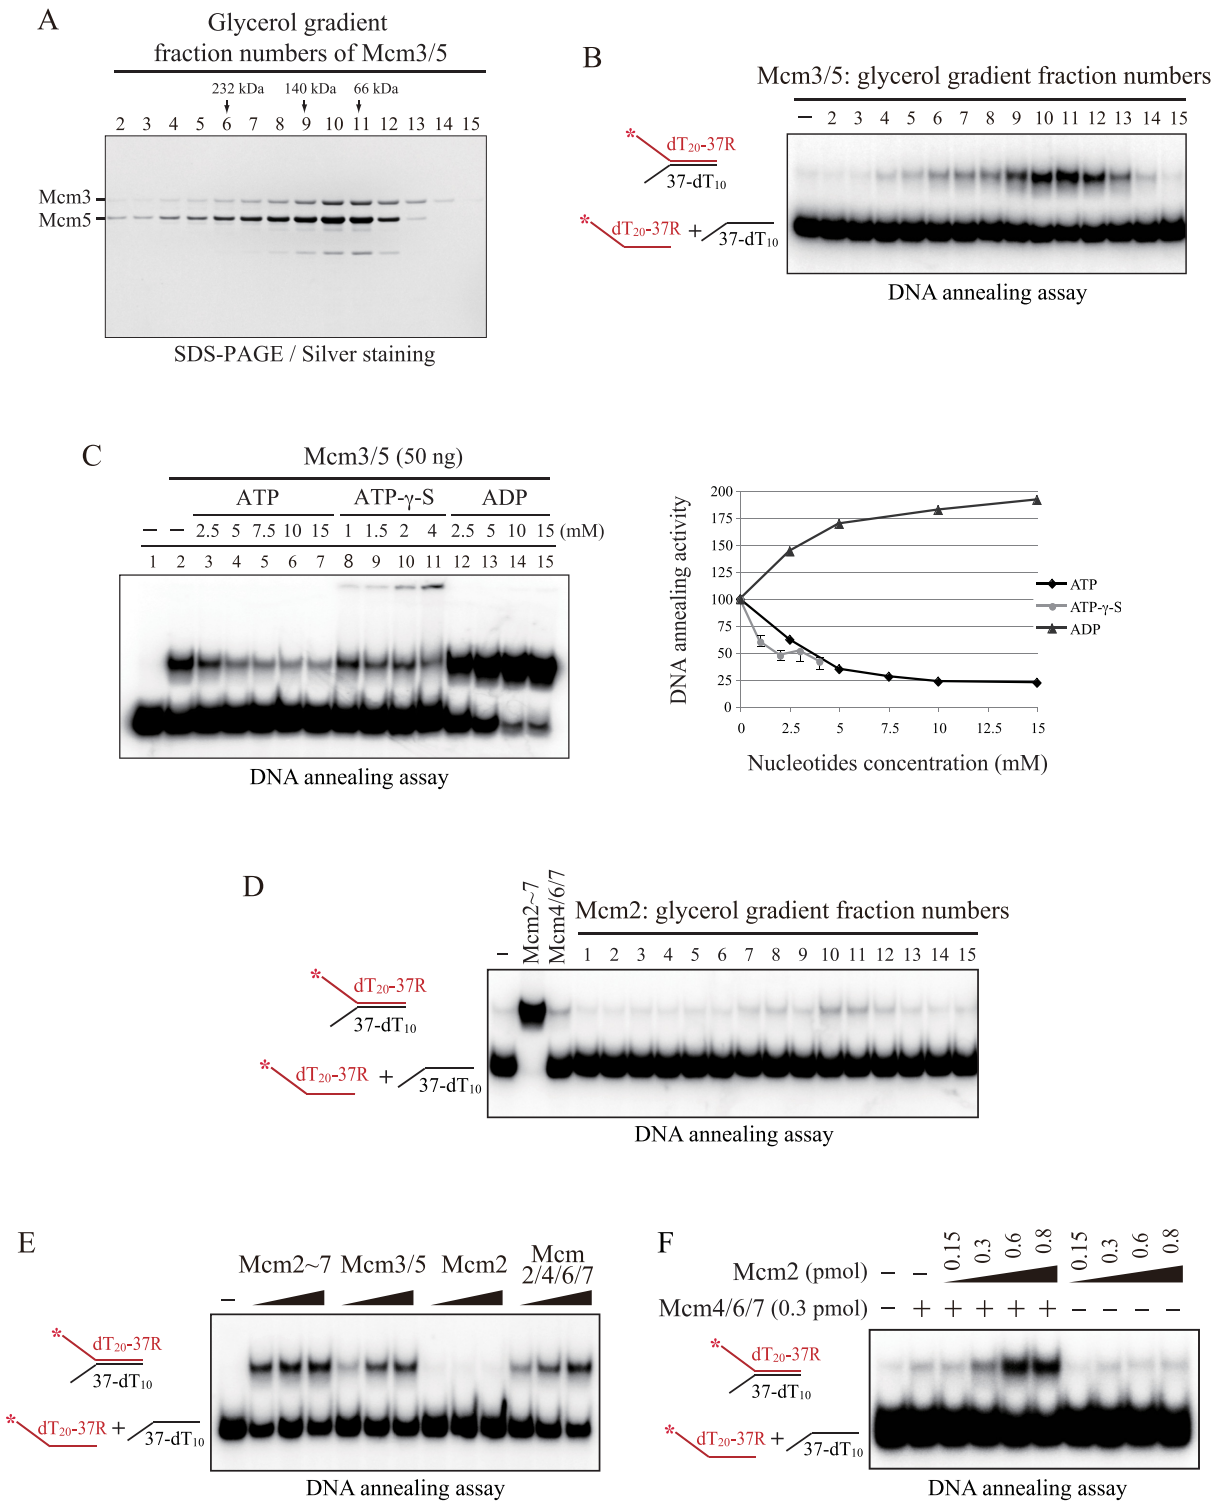 A
Glycerol gradient
fraction numbers of Mcm3/5
232 kDa 140 kDa 66 kDa
2 3 4 5 6 7 8 9 10 11 12 13 14 15
Mcm3
Mcm5
SDS-PAGE / Silver staining
B
Mcm3/5: glycerol gradient fraction numbers
– 2 3 4 5 6 7 8 9 10 11 12 13 14 15
* dT20-37R
37-dT10
* dT20-37R + 37-dT10
DNA annealing assay
C
Mcm3/5 (50 ng)
ATP ATP-γ-S ADP
– – 2.5 5 7.5 10 15 1 1.5 2 4 2.5 5 10 15 (mM)
1 2 3 4 5 6 7 8 9 10 11 12 13 14 15
DNA annealing assay
DNA annealing activity
200
175
150
125
100
75
50
25
0
0 2.5 5 7.5 10 12.5 15
Nucleotides concentration (mM)
ATP
ATP-γ-S
ADP
D
Mcm2: glycerol gradient fraction numbers
– Mcm2~7 Mcm4/6/7 1 2 3 4 5 6 7 8 9 10 11 12 13 14 15
* dT20-37R
37-dT10
* dT20-37R + 37-dT10
DNA annealing assay
E
– Mcm2~7 Mcm3/5 Mcm2 Mcm 2/4/6/7
* dT20-37R
37-dT10
* dT20-37R + 37-dT10
DNA annealing assay
F
Mcm2 (pmol) – – 0.15 0.3 0.6 0.8 0.15 0.3 0.6 0.8
Mcm4/6/7 (0.3 pmol) – + + + + + – – – –
* dT20-37R
37-dT10
* dT20-37R + 37-dT10
DNA annealing assay